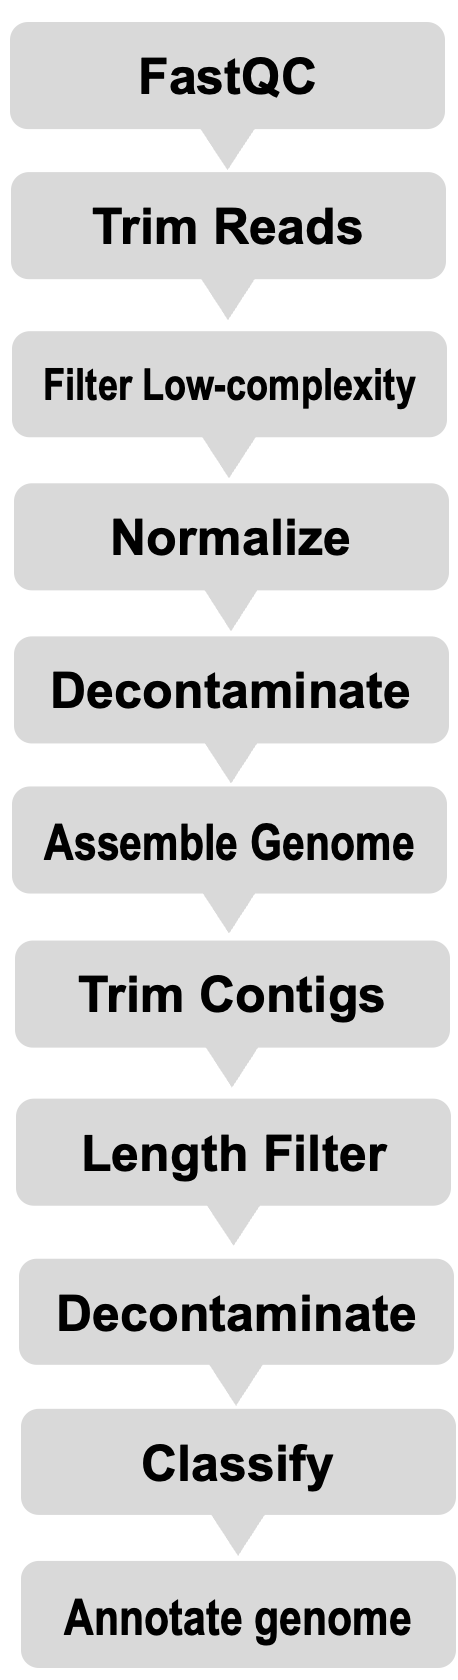 FastQC
Trim Reads
Filter Low-complexity
Normalize
Decontaminate
Assemble Genome
Trim Contigs
Length Filter
Decontaminate
Classify
Annotate genome